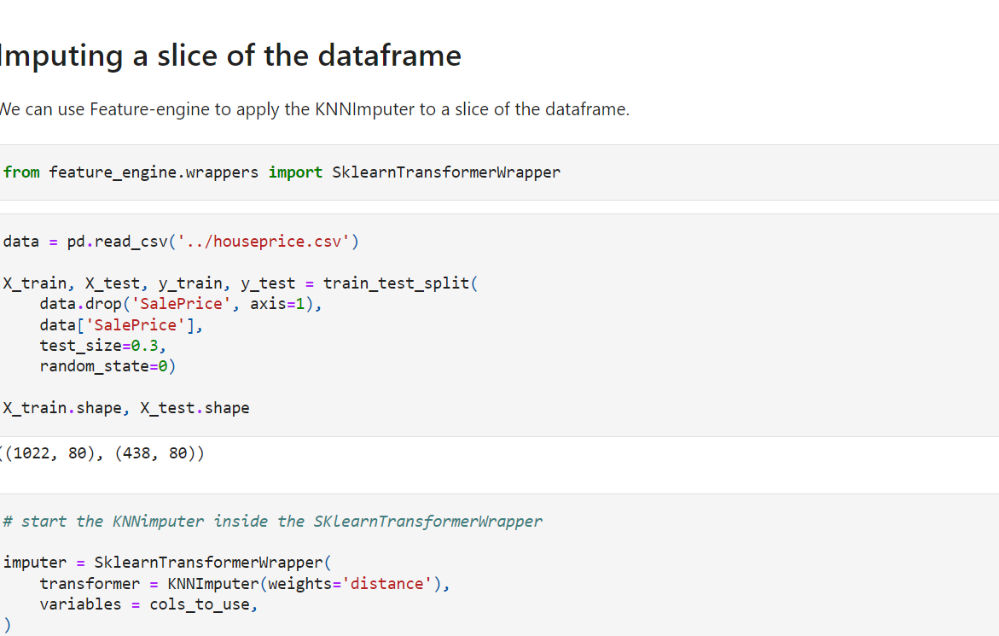 Imputing a slice of the dataframe
We can use Feature-engine to apply the KNNImputer to a slice of the dataframe.
from feature_engine.wrappers import SklearnTransformerWrapper
data = pd.read_csv('../houseprice.csv')
X_train, X_test, y_train, y_test = train_test_split(
    data.drop('SalePrice', axis=1),
    data['SalePrice'],
    test_size=0.3,
    random_state=0)
X_train.shape, X_test.shape
((1022, 80), (438, 80))
# start the KNNimputer inside the SKlearnTransformerWrapper
imputer = SklearnTransformerWrapper(
    transformer = KNNImputer(weights='distance'),
    variables = cols_to_use,
)